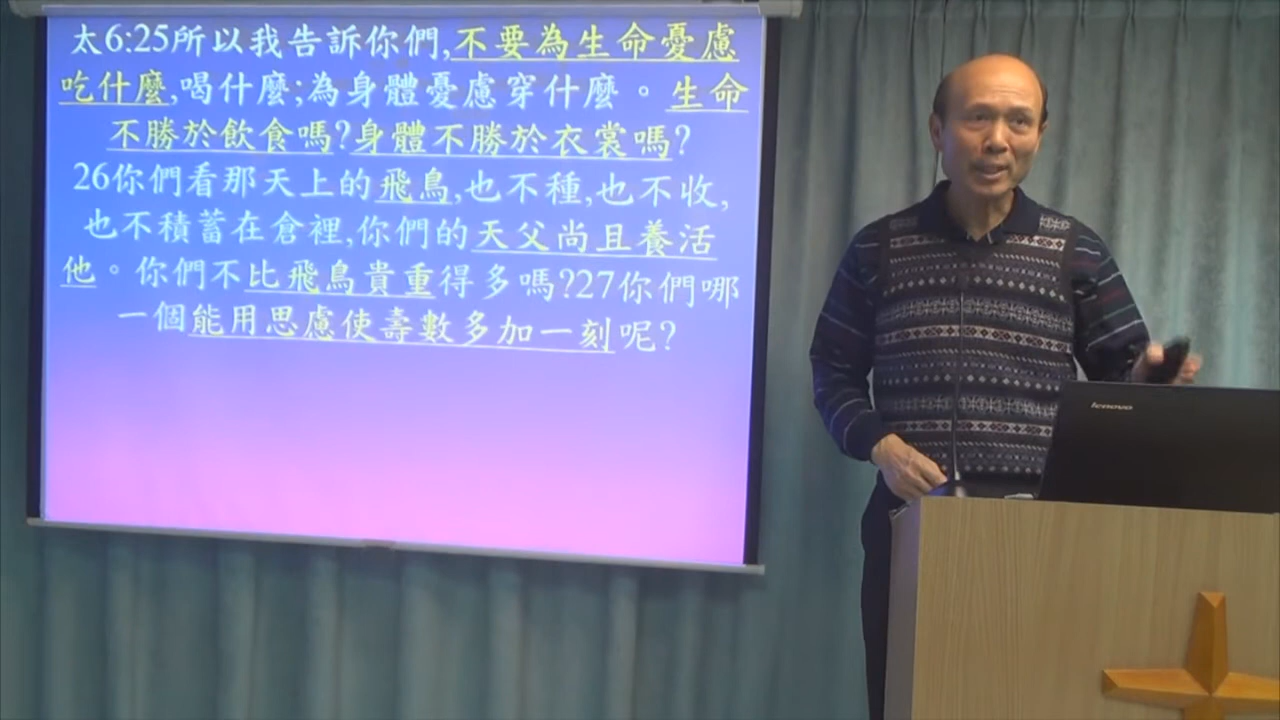 太6:25所以我告訴你們,不要為生命憂慮
吃什麼,喝什麼;為身體憂慮穿什麼。生命
不勝於飲食嗎?身體不勝於衣裳嗎?
26你們看那天上的飛鳥,也不種,也不收,
也不積蓄在倉裡,你們的天父尚且養活
他。你們不比飛鳥貴重得多嗎?27你們哪
一個能用思慮使壽數多加一刻呢?
lenovo